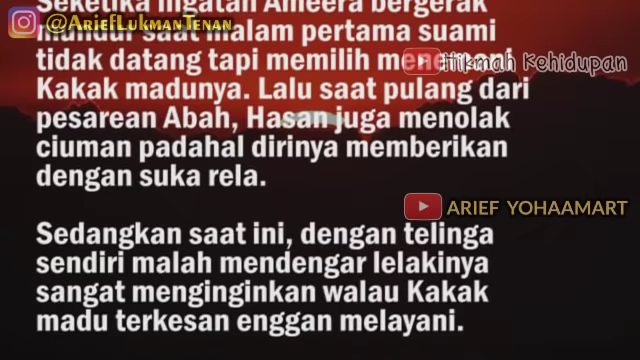 Seketika ingatan Ameera bergerak
@ArieFLukmanTenan
mundur saat malam pertama suami
tidak datang tapi memilih menemani
Hikmah Kehidupan
Kakak madunya. Lalu saat pulang dari
pesarean Abah, Hasan juga menolak
ciuman padahal dirinya memberikan
dengan suka rela.
ARIEF YOHAAMART
Sedangkan saat ini, dengan telinga
sendiri malah mendengar lelakinya
sangat menginginkan walau Kakak
madu terkesan enggan melayani.